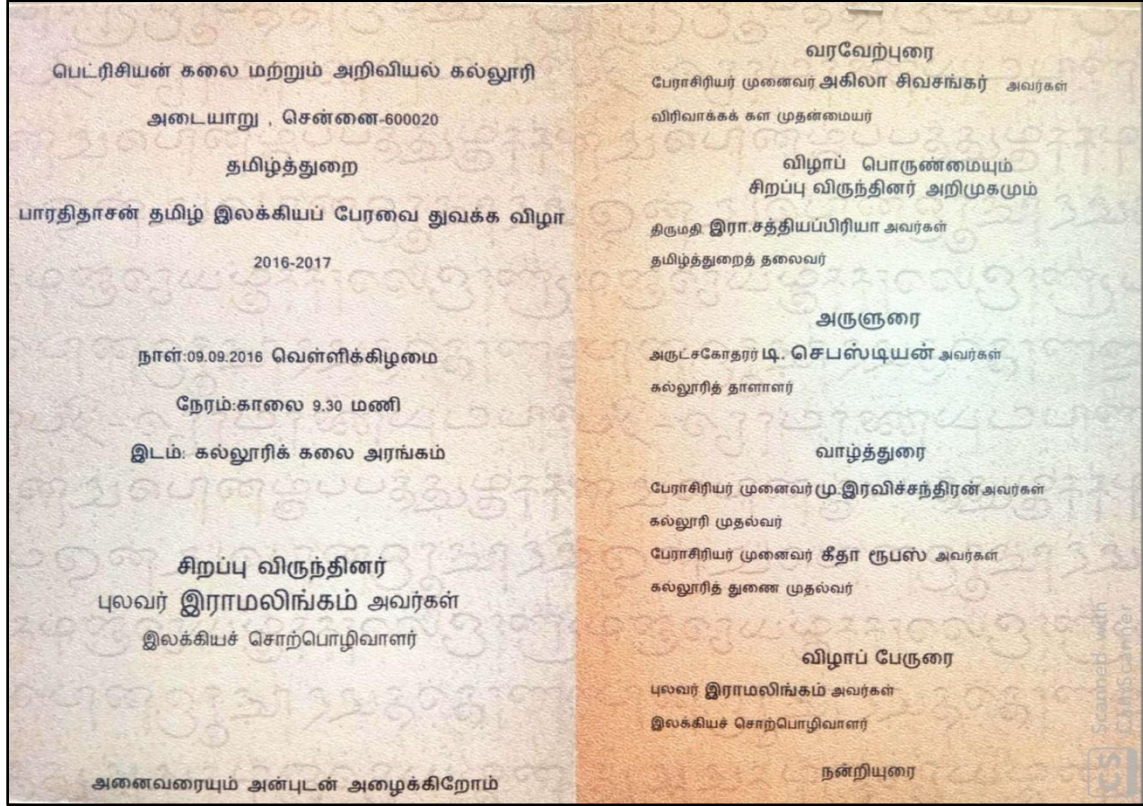 பெட்ரிசியன் கலை மற்றும் அறிவியல் கல்லூரி
அடையாறு , சென்னை-600020
தமிழ்த்துறை
பாரதிதாசன் தமிழ் இலக்கியப் பேரவை துவக்க விழா
2016-2017
நாள்:09.09.2016 வெள்ளிக்கிழமை
நேரம்:காலை 9.30 மணி
இடம்: கல்லூரிக் கலை அரங்கம்
சிறப்பு விருந்தினர்
புலவர் இராமலிங்கம் அவர்கள்
இலக்கியச் சொற்பொழிவாளர்
அனைவரையும் அன்புடன் அழைக்கிறோம்
வரவேற்புரை
பேராசிரியர் முனைவர் அகிலா சிவசங்கர் அவர்கள்
விரிவாக்கக் கள முதன்மையர்
விழாப் பொருண்மையும்
சிறப்பு விருந்தினர் அறிமுகமும்
திருமதி. இரா.சத்தியப்பிரியா அவர்கள்
தமிழ்த்துறைத் தலைவர்
அருளுரை
அருட்சகோதரர் டி. செபஸ்டியன் அவர்கள்
கல்லூரித் தாளாளர்
வாழ்த்துரை
பேராசிரியர் முனைவர் மு.இரவிச்சந்திரன் அவர்கள்
கல்லூரி முதல்வர்
பேராசிரியர் முனைவர் கீதா ரூபஸ் அவர்கள்
கல்லூரித் துணை முதல்வர்
விழாப் பேருரை
புலவர் இராமலிங்கம் அவர்கள்
இலக்கியச் சொற்பொழிவாளர்
நன்றியுரை
CS Scanned with
CamScanner